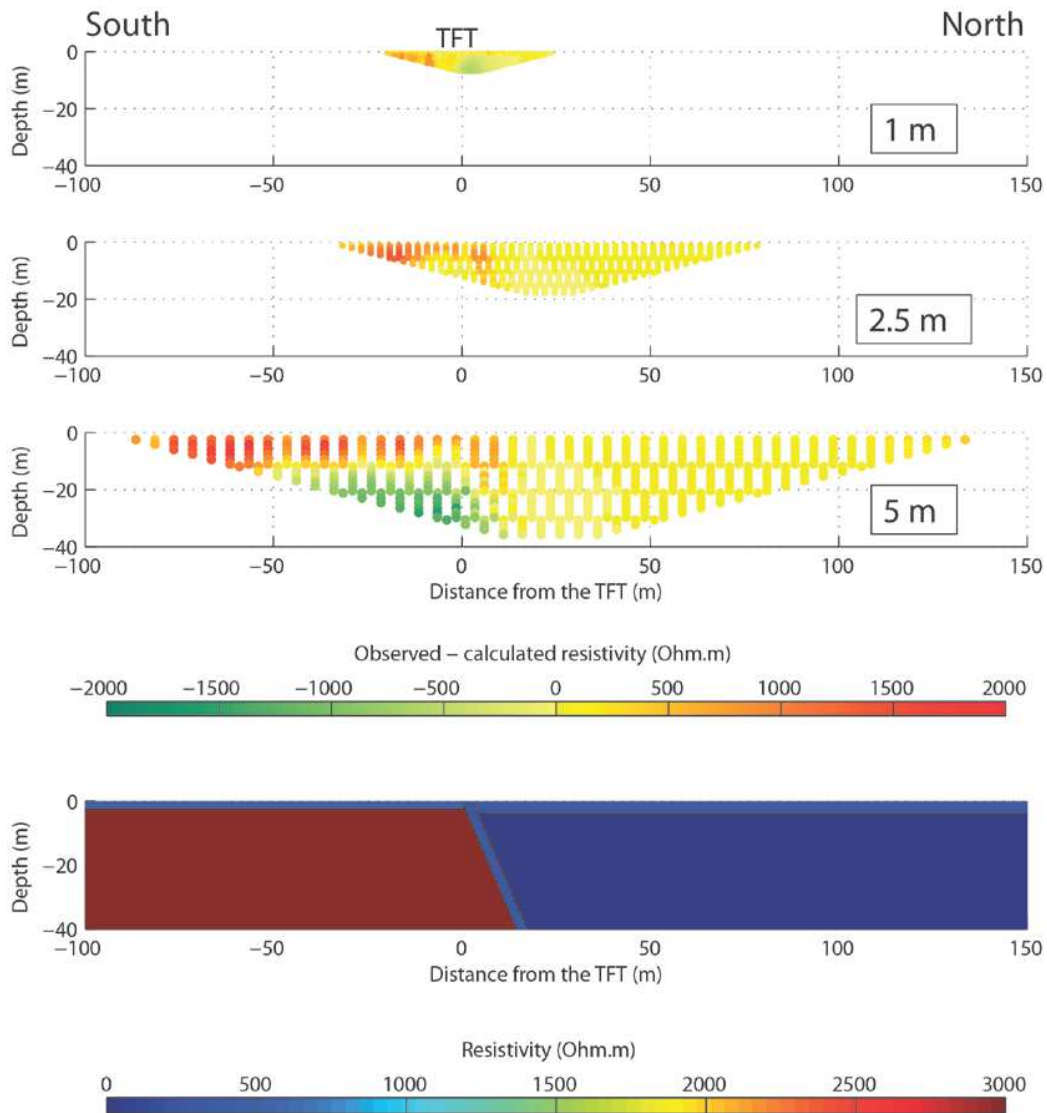 South North
TFT
0
−20
−40
Depth (m)
1 m
−100 −50 0 50 100 150
0
−20
−40
Depth (m)
2.5 m
−100 −50 0 50 100 150
0
−20
−40
Depth (m)
5 m
−100 −50 0 50 100 150
Distance from the TFT (m)
Observed – calculated resistivity (Ohm.m)
−2000 −1500 −1000 −500 0 500 1000 1500 2000
0
−20
−40
Depth (m)
−100 −50 0 50 100 150
Distance from the TFT (m)
Resistivity (Ohm.m)
0 500 1000 1500 2000 2500 3000